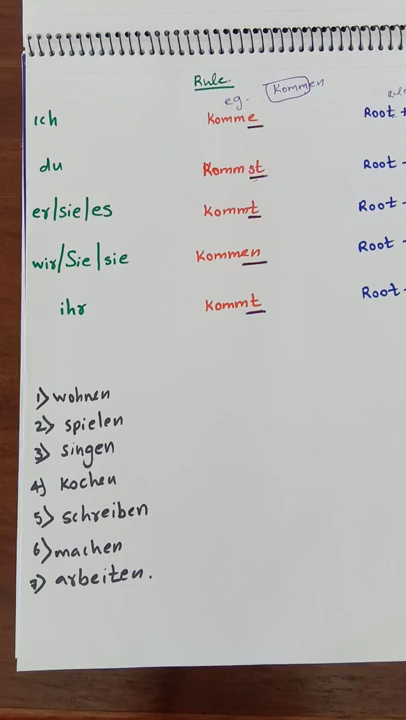 Rule.
eg. Kommen
ich Komme Root +
du Kommst Root -
er/sie/es Kommt Root -
wir/Sie/sie Kommen Root -
ihr Kommt Root -
1) wohnen
2) spielen
3) singen
4) kochen
5) schreiben
6) machen
7) arbeiten.